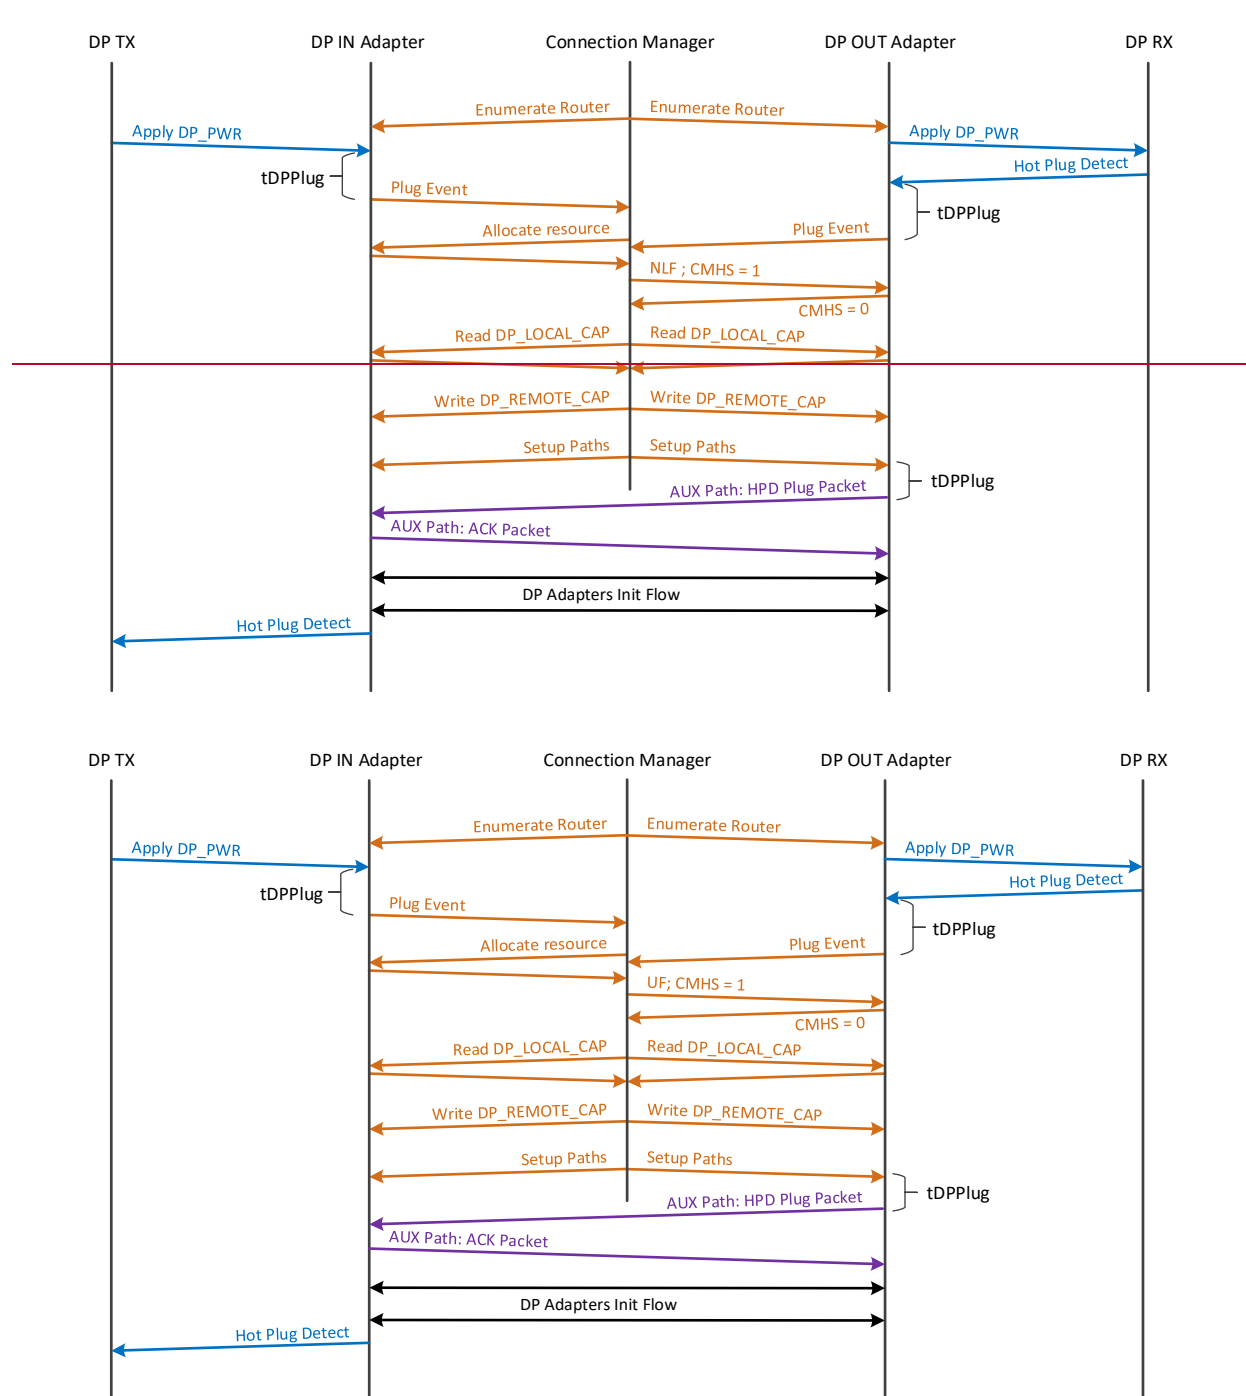 DP TX DP IN Adapter Connection Manager DP OUT Adapter DP RX
Enumerate Router Enumerate Router
Apply DP_PWR Apply DP_PWR
Hot Plug Detect
tDPPlug
Plug Event
tDPPlug
Allocate resource Plug Event
NLF ; CMHS = 1
CMHS = 0
Read DP_LOCAL_CAP Read DP_LOCAL_CAP
Write DP_REMOTE_CAP Write DP_REMOTE_CAP
Setup Paths Setup Paths
tDPPlug
AUX Path: HPD Plug Packet
AUX Path: ACK Packet
DP Adapters Init Flow
Hot Plug Detect
DP TX DP IN Adapter Connection Manager DP OUT Adapter DP RX
Enumerate Router Enumerate Router
Apply DP_PWR Apply DP_PWR
Hot Plug Detect
tDPPlug
Plug Event
tDPPlug
Allocate resource Plug Event
UF; CMHS = 1
CMHS = 0
Read DP_LOCAL_CAP Read DP_LOCAL_CAP
Write DP_REMOTE_CAP Write DP_REMOTE_CAP
Setup Paths Setup Paths
tDPPlug
AUX Path: HPD Plug Packet
AUX Path: ACK Packet
DP Adapters Init Flow
Hot Plug Detect